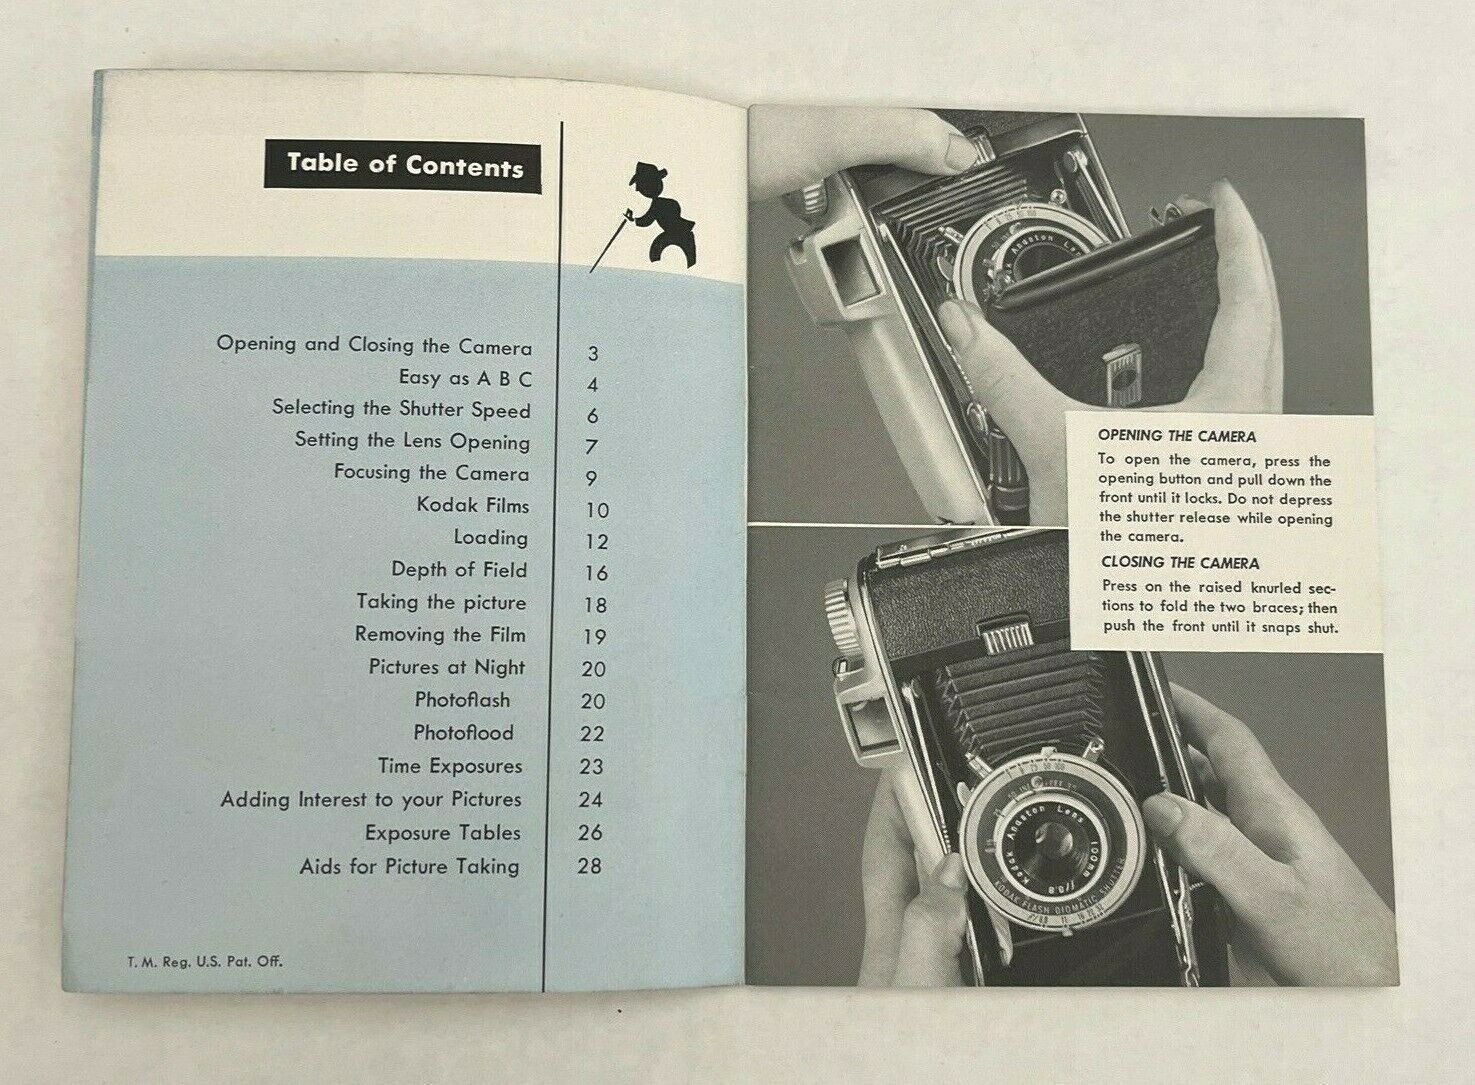 Table of Contents
Opening and Closing the Camera 3
Easy as A B C 4
Selecting the Shutter Speed 6
Setting the Lens Opening 7
Focusing the Camera 9
Kodak Films 10
Loading 12
Depth of Field 16
Taking the picture 18
Removing the Film 19
Pictures at Night 20
Photoflash 20
Photoflood 22
Time Exposures 23
Adding Interest to your Pictures 24
Exposure Tables 26
Aids for Picture Taking 28
T. M. Reg. U.S. Pat. Off.
Anaston Le
OPENING THE CAMERA
To open the camera, press the
opening button and pull down the
front until it locks. Do not depress
the shutter release while opening
the camera.
CLOSING THE CAMERA
Press on the raised knurled sec-
tions to fold the two braces; then
push the front until it snaps shut.
Kodak Anaston Lens
100mm f/8.8
KODAK FLASH DIOMATIC SHUTTER